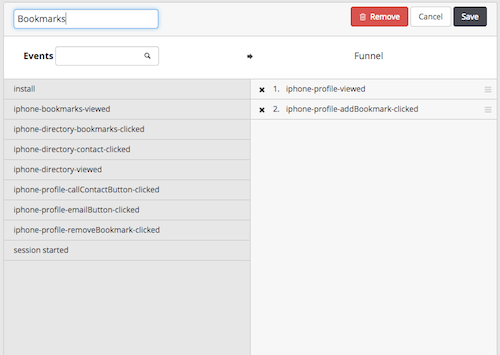 Bookmarks
Remove
Cancel
Save
Events
Funnel
install
iphone-bookmarks-viewed
iphone-directory-bookmarks-clicked
iphone-directory-contact-clicked
iphone-directory-viewed
iphone-profile-callContactButton-clicked
iphone-profile-emailButton-clicked
iphone-profile-removeBookmark-clicked
session started
1. iphone-profile-viewed
2. iphone-profile-addBookmark-clicked